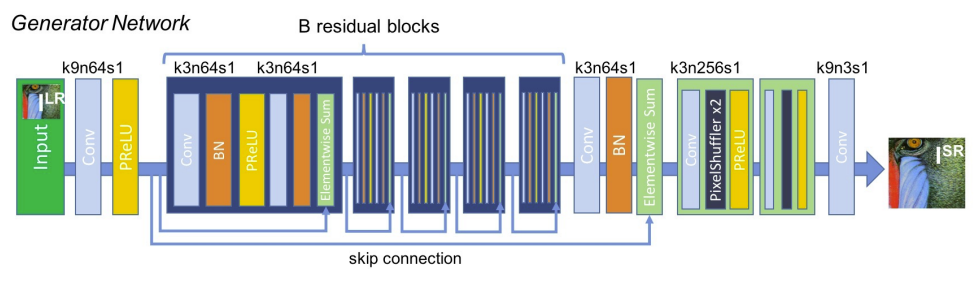 Generator Network
B residual blocks
k9n64s1
k3n64s1
k3n64s1
k3n64s1
k3n256s1
k9n3s1
Input
I LR
Conv
PReLU
Conv
BN
PReLU
Elementwise Sum
Conv
BN
Elementwise Sum
Conv
PixelShuffler x2
PReLU
Conv
I SR
skip connection